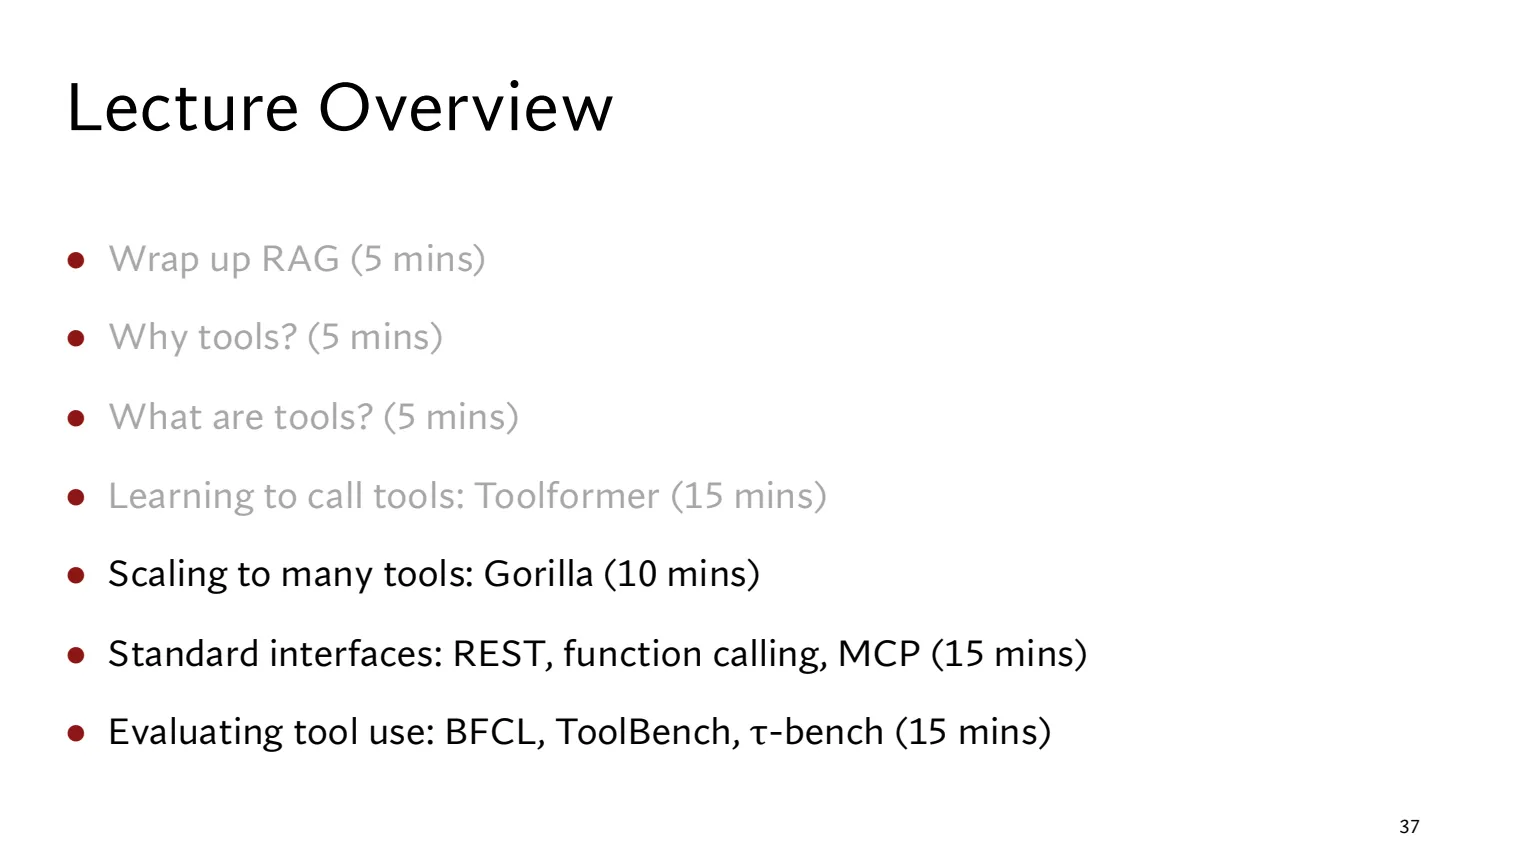 Lecture Overview
● Wrap up RAG (5 mins)
● Why tools? (5 mins)
● What are tools? (5 mins)
● Learning to call tools: Toolformer (15 mins)
● Scaling to many tools: Gorilla (10 mins)
● Standard interfaces: REST, function calling, MCP (15 mins)
● Evaluating tool use: BFCL, ToolBench, τ-bench (15 mins)
37